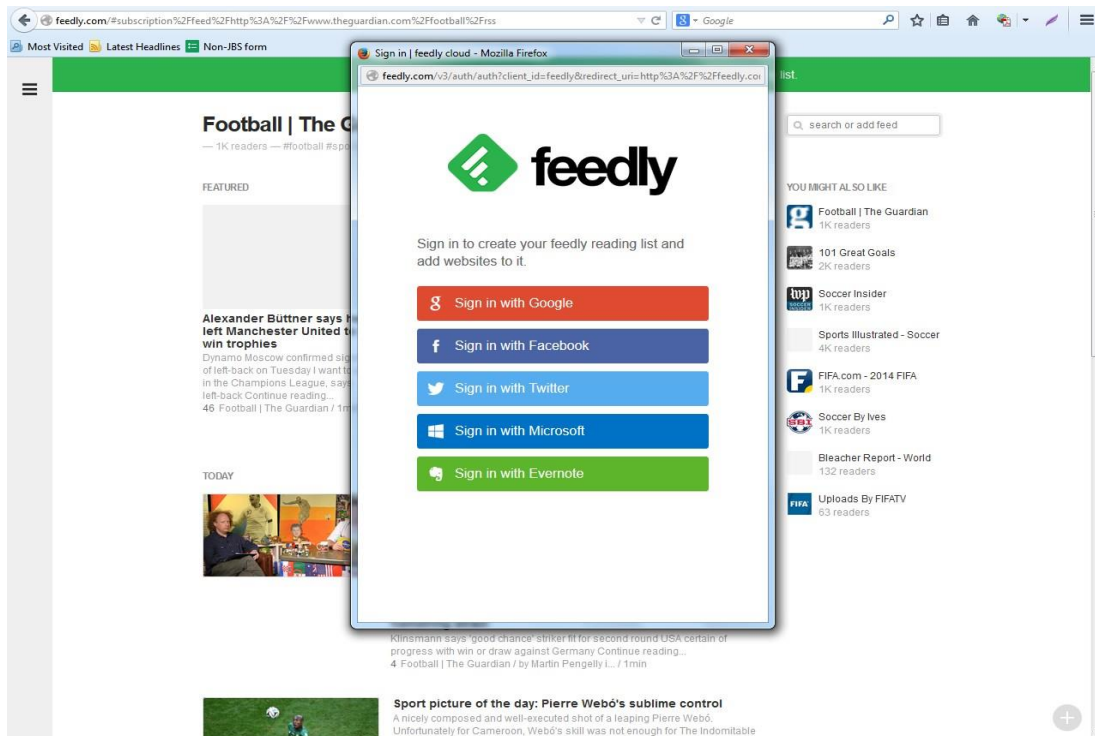 feedly.com/#subscription%2Ffeed%2Fhttp%3A%2F%2Fwww.theguardian.com%2Ffootball%2Frss
Google
Most Visited Latest Headlines Non-JBS form
Sign in | feedly cloud - Mozilla Firefox
feedly.com/v3/auth/auth?client_id=feedly&redirect_uri=http%3A%2F%2Ffeedly.co
list.
Football | The G
— 1K readers — #football #spo
search or add feed
feedly
FEATURED
Sign in to create your feedly reading list and
add websites to it.
Sign in with Google
Sign in with Facebook
Sign in with Twitter
Sign in with Microsoft
Sign in with Evernote
Alexander Büttner says h
left Manchester United t
win trophies
Dynamo Moscow confirmed sig
of left-back on Tuesday I want to
in the Champions League, says
left-back Continue reading...
46 Football | The Guardian / 1m
TODAY
YOU MIGHT ALSO LIKE
Football | The Guardian
1K readers
101 Great Goals
2K readers
wp
SOCCER
Soccer Insider
1K readers
Sports Illustrated - Soccer
4K readers
FIFA.com - 2014 FIFA
1K readers
SBI
Soccer By Ives
1K readers
Bleacher Report - World
132 readers
FIFA
Uploads By FIFATV
63 readers
Klinsmann says 'good chance' striker fit for second round USA certain of
progress with win or draw against Germany Continue reading...
4 Football | The Guardian / by Martin Pengelly i... / 1min
Sport picture of the day: Pierre Webó's sublime control
A nicely composed and well-executed shot of a leaping Pierre Webó.
Unfortunately for Cameroon, Webó's skill was not enough for The Indomitable